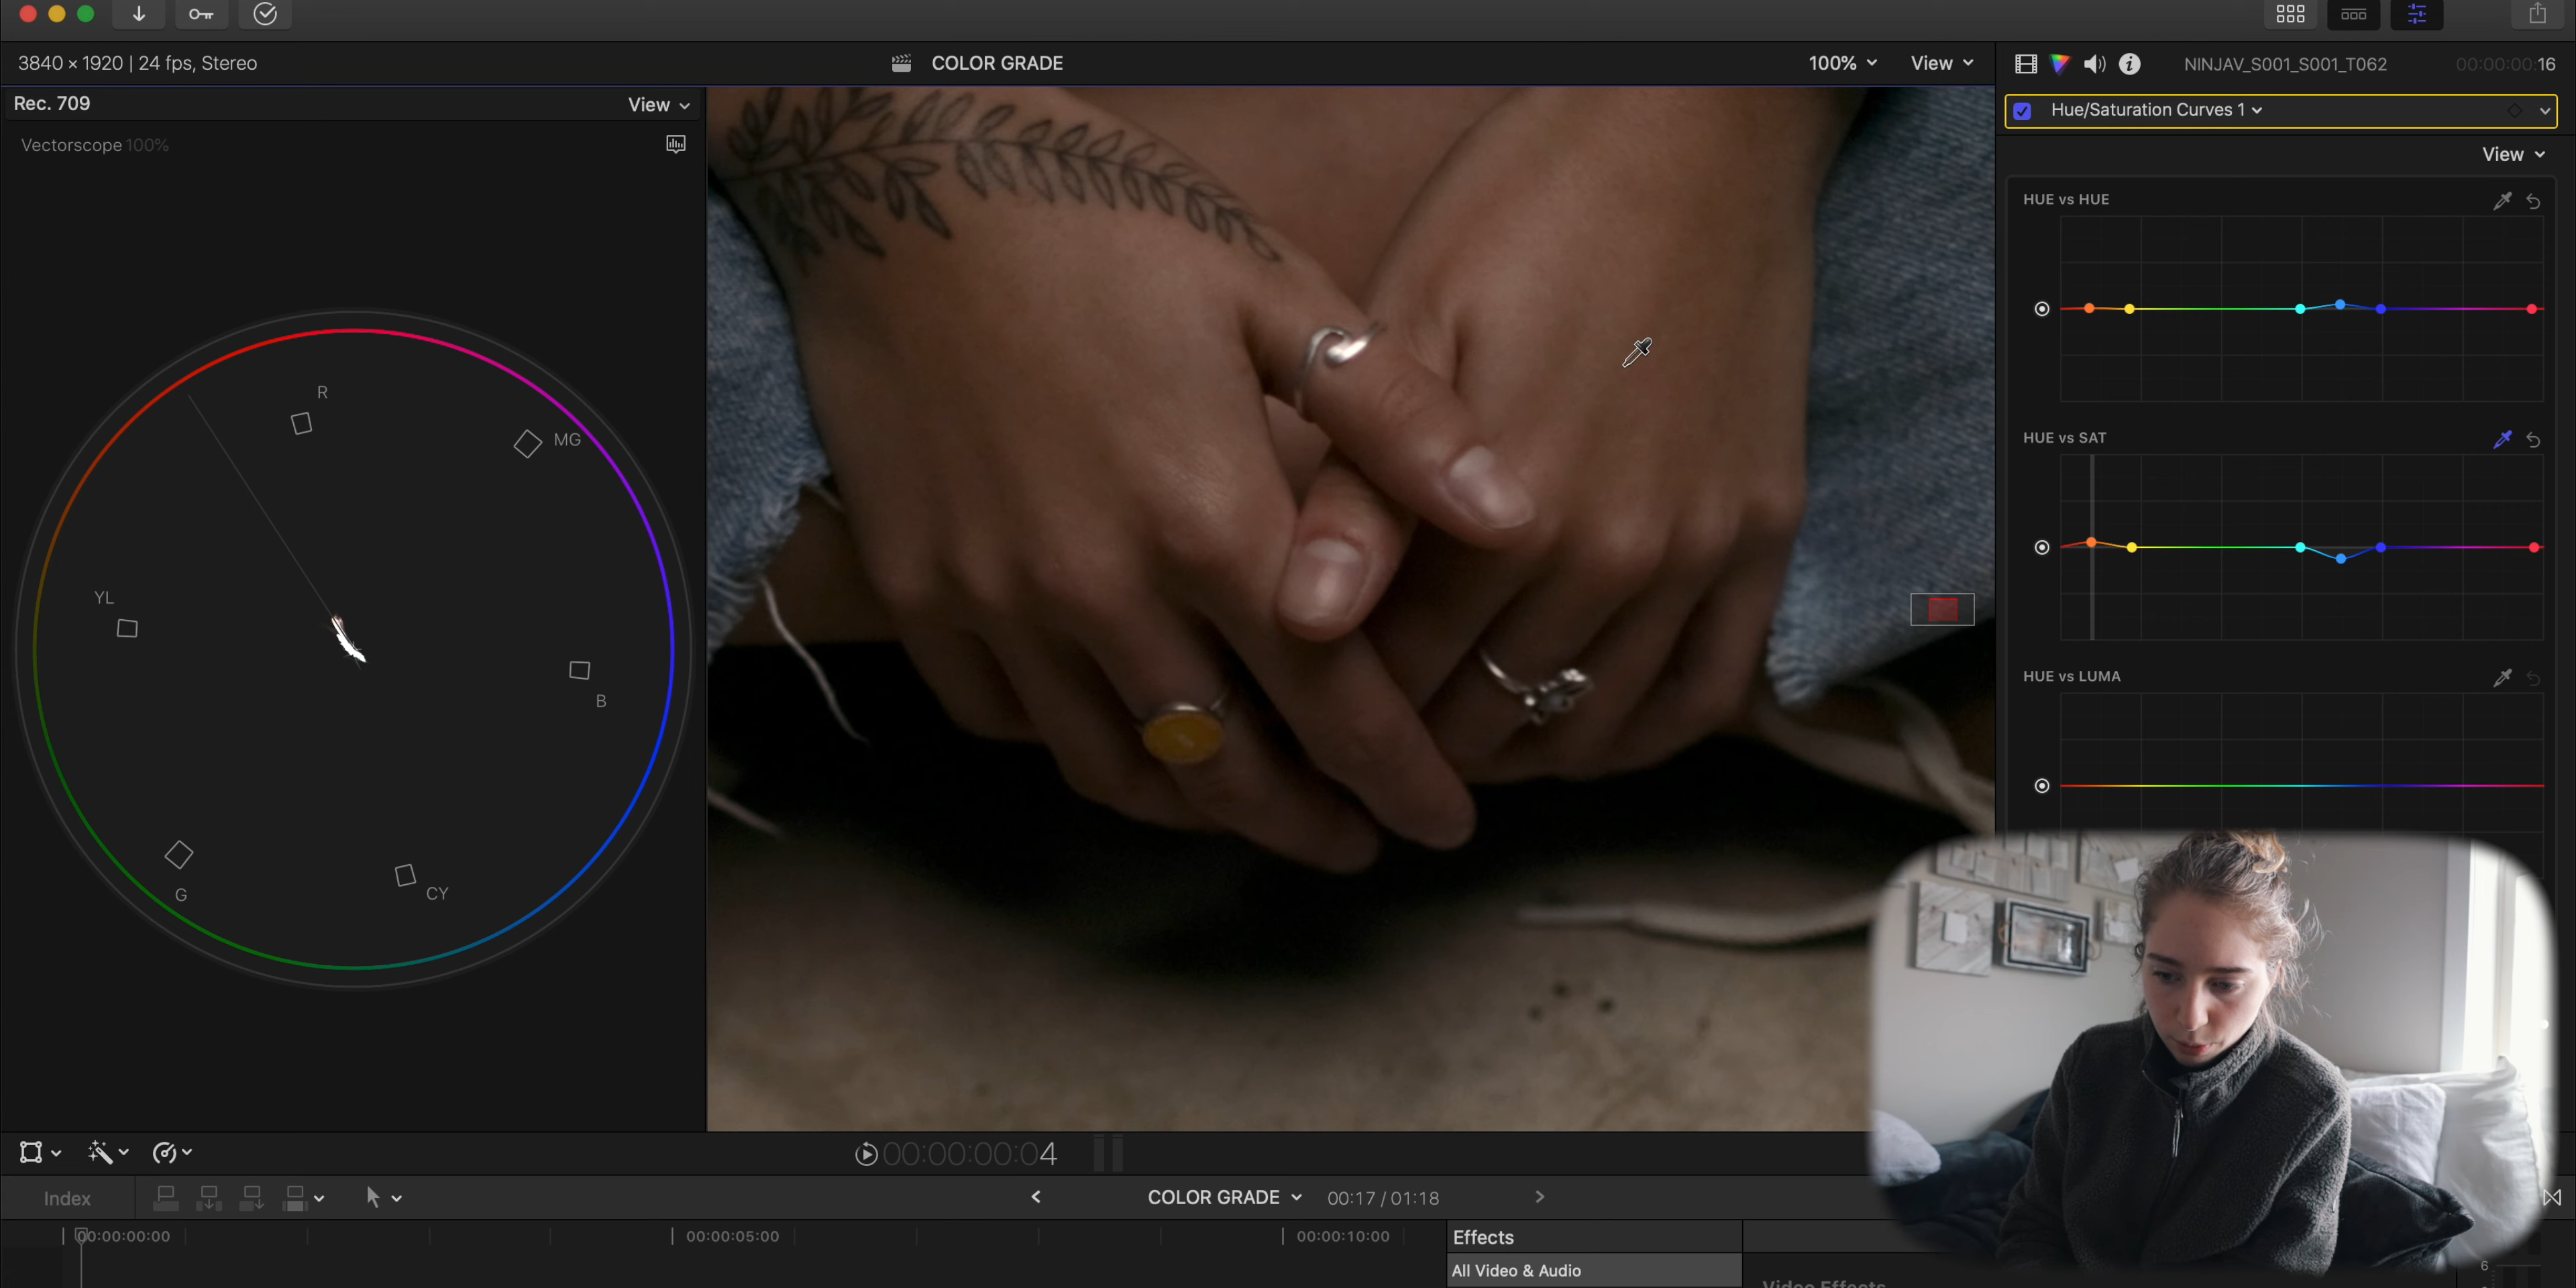 3840 × 1920 | 24 fps, Stereo
COLOR GRADE
100%
View
NINJAV_S001_S001_T062
00:00:00:16
Rec. 709
View
Hue/Saturation Curves 1
Vectorscope 100%
View
HUE vs HUE
R
MG
HUE vs SAT
YL
B
HUE vs LUMA
G
CY
00:00:00:04
Index
COLOR GRADE
00:17 / 01:18
00:00:00:00
00:00:05:00
00:00:10:00
Effects
All Video & Audio
Video Effects
6